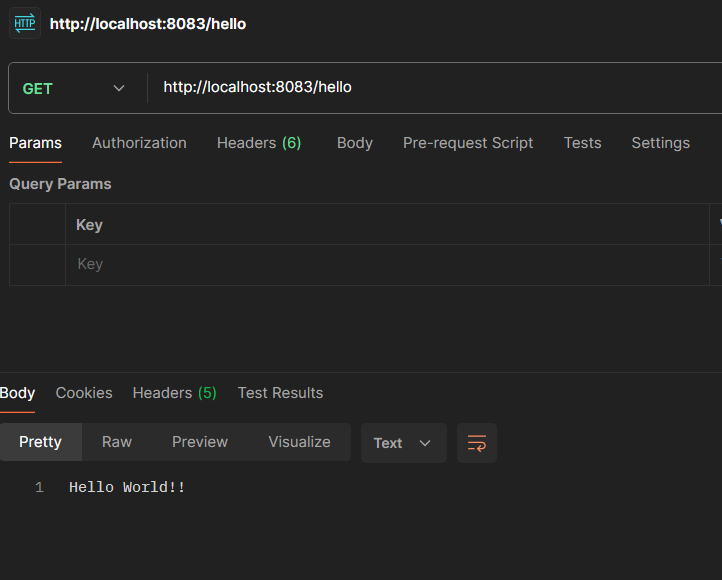 HTTP http://localhost:8083/hello
GET http://localhost:8083/hello
Params Authorization Headers (6) Body Pre-request Script Tests Settings
Query Params
Key
Key
Body Cookies Headers (5) Test Results
Pretty Raw Preview Visualize Text
1 Hello World!!